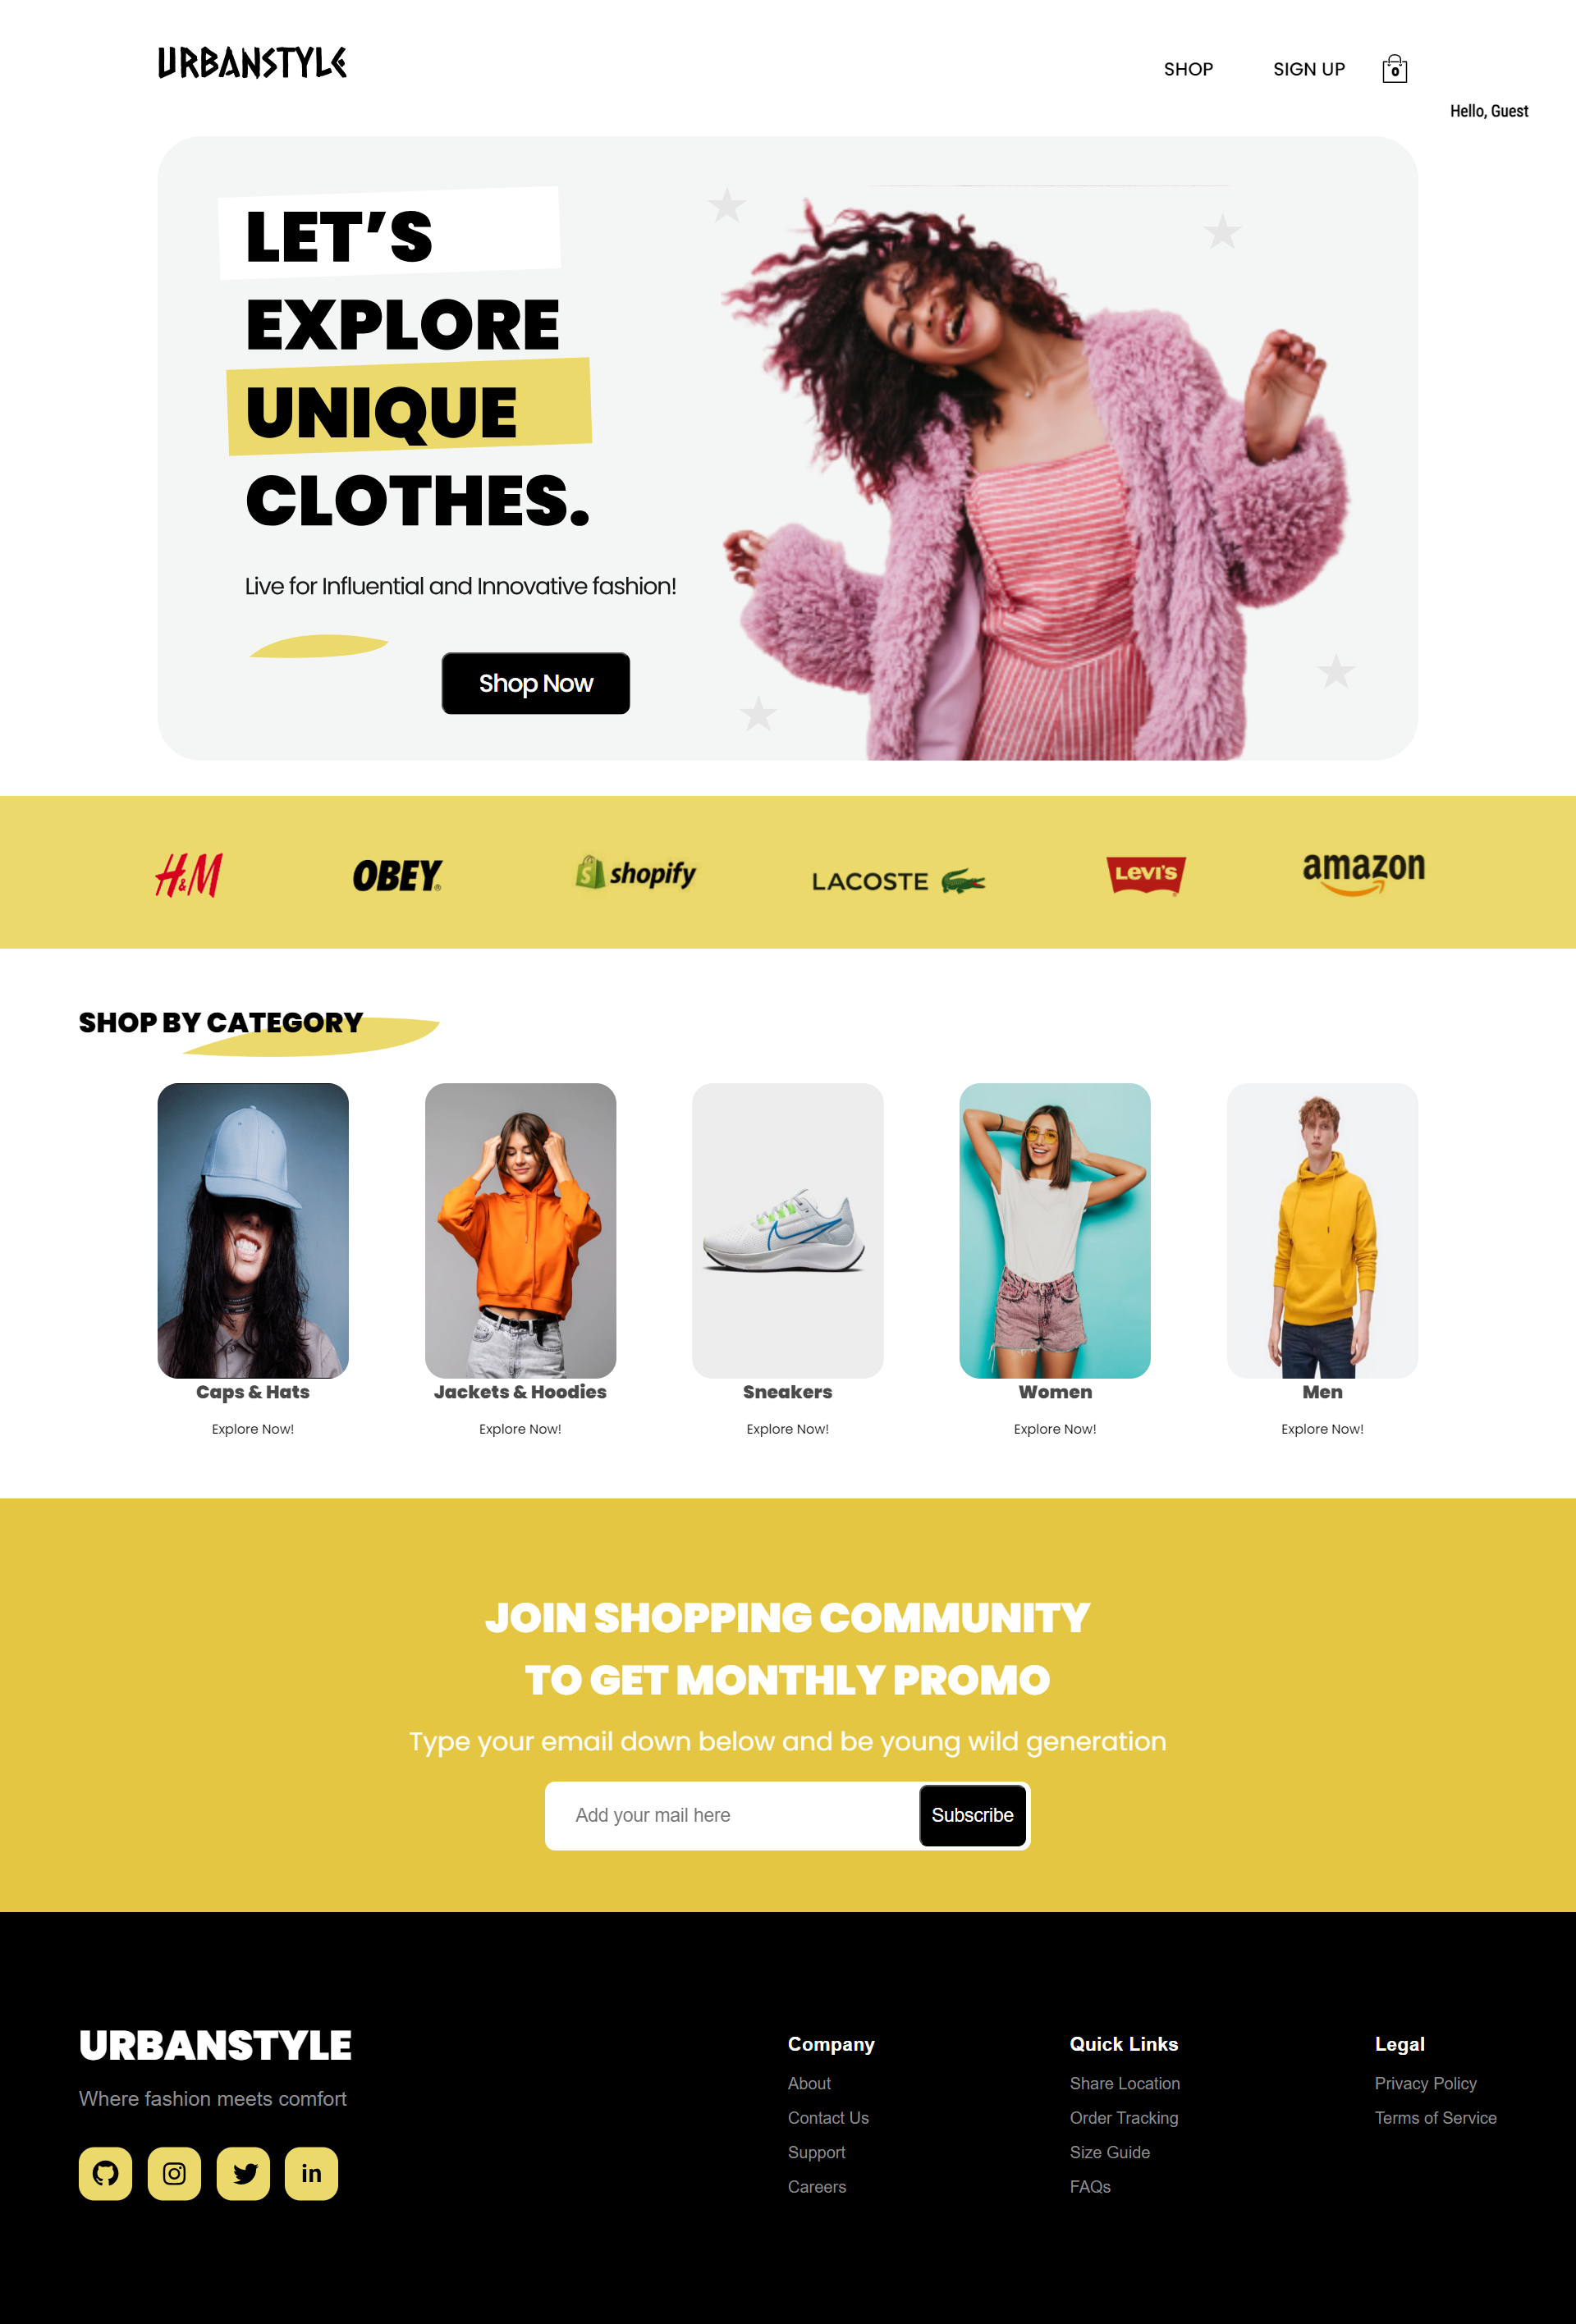 URBANSTYLE
SHOP SIGN UP 0
Hello, Guest
LET’S
EXPLORE
UNIQUE
CLOTHES.
Live for Influential and Innovative fashion!
Shop Now
H&M OBEY® shopify LACOSTE LEVI'S® amazon
SHOP BY CATEGORY
Caps & Hats Jackets & Hoodies Sneakers Women Men
Explore Now! Explore Now! Explore Now! Explore Now! Explore Now!
JOIN SHOPPING COMMUNITY
TO GET MONTHLY PROMO
Type your email down below and be young wild generation
Add your mail here Subscribe
URBANSTYLE
Where fashion meets comfort
in
Company
About
Contact Us
Support
Careers
Quick Links
Share Location
Order Tracking
Size Guide
FAQs
Legal
Privacy Policy
Terms of Service